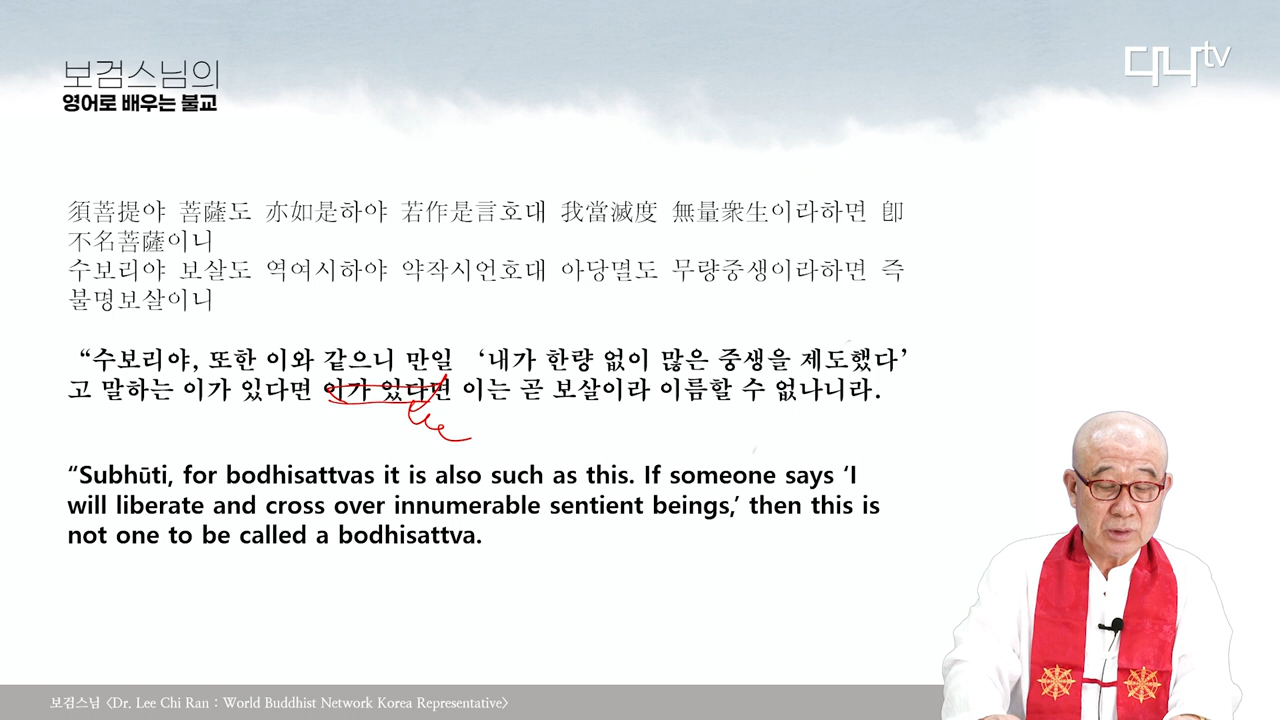 보검스님의
영어로 배우는 불교
디나tv
須菩提야 菩薩도 亦如是하야 若作是言호대 我當滅度 無量衆生이라하면 卽
不名菩薩이니
수보리야 보살도 역여시하야 약작시언호대 아당멸도 무량중생이라하면 즉
불명보살이니
“수보리야, 또한 이와 같으니 만일 ‘내가 한량 없이 많은 중생을 제도했다’
고 말하는 이가 있다면 이가 있다면 이는 곧 보살이라 이름할 수 없나니라.
“Subhūti, for bodhisattvas it is also such as this. If someone says ‘I
will liberate and cross over innumerable sentient beings,’ then this is
not one to be called a bodhisattva.
보검스님 <Dr. Lee Chi Ran : World Buddhist Network Korea Representative>